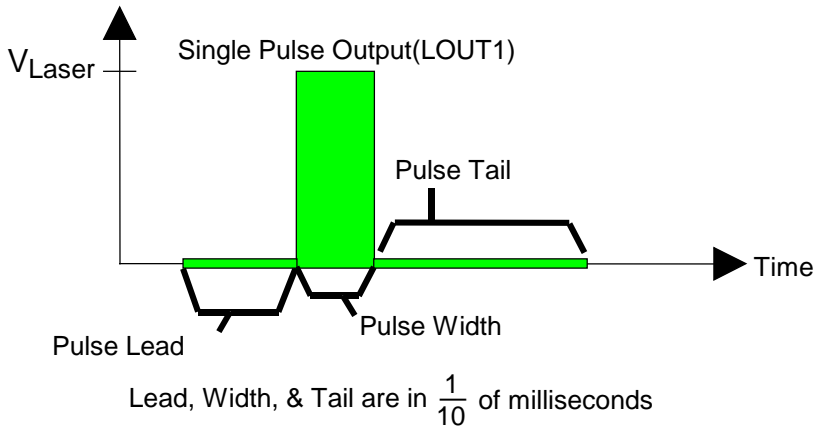 Single Pulse Output(LOUT1)
VLaser
Pulse Tail
Time
Pulse Width
Pulse Lead
Lead, Width, & Tail are in 1/10 of milliseconds